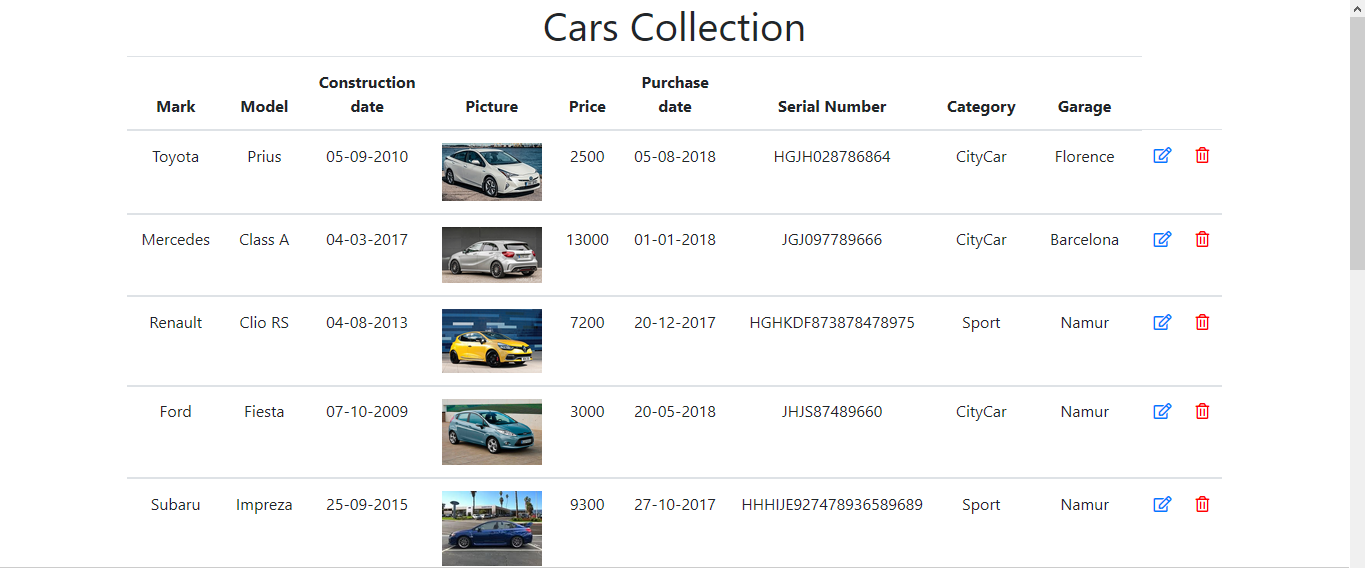 Cars Collection
Mark Model Construction date Picture Price Purchase date Serial Number Category Garage
Toyota Prius 05-09-2010 2500 05-08-2018 HGJH028786864 CityCar Florence
Mercedes Class A 04-03-2017 13000 01-01-2018 JGJ097789666 CityCar Barcelona
Renault Clio RS 04-08-2013 7200 20-12-2017 HGHKDF873878478975 Sport Namur
Ford Fiesta 07-10-2009 3000 20-05-2018 JHJS87489660 CityCar Namur
Subaru Impreza 25-09-2015 9300 27-10-2017 HHHIJE927478936589689 Sport Namur